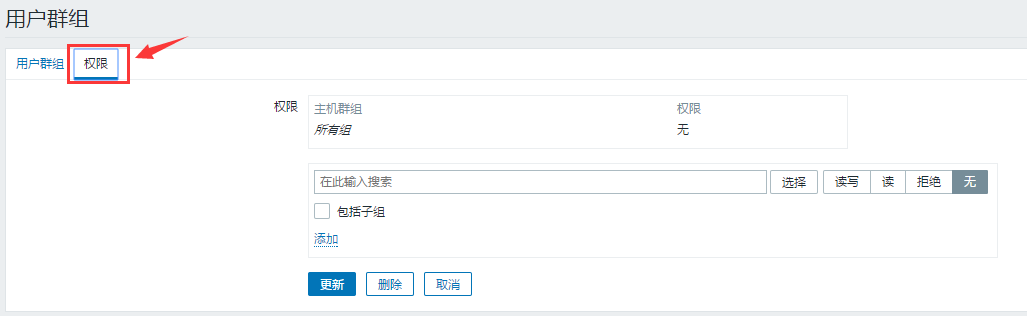 用户群组
用户群组 权限
权限 主机群组 权限
所有组 无
在此输入搜索 选择 读写 读 拒绝 无
包括子组
添加
更新 删除 取消